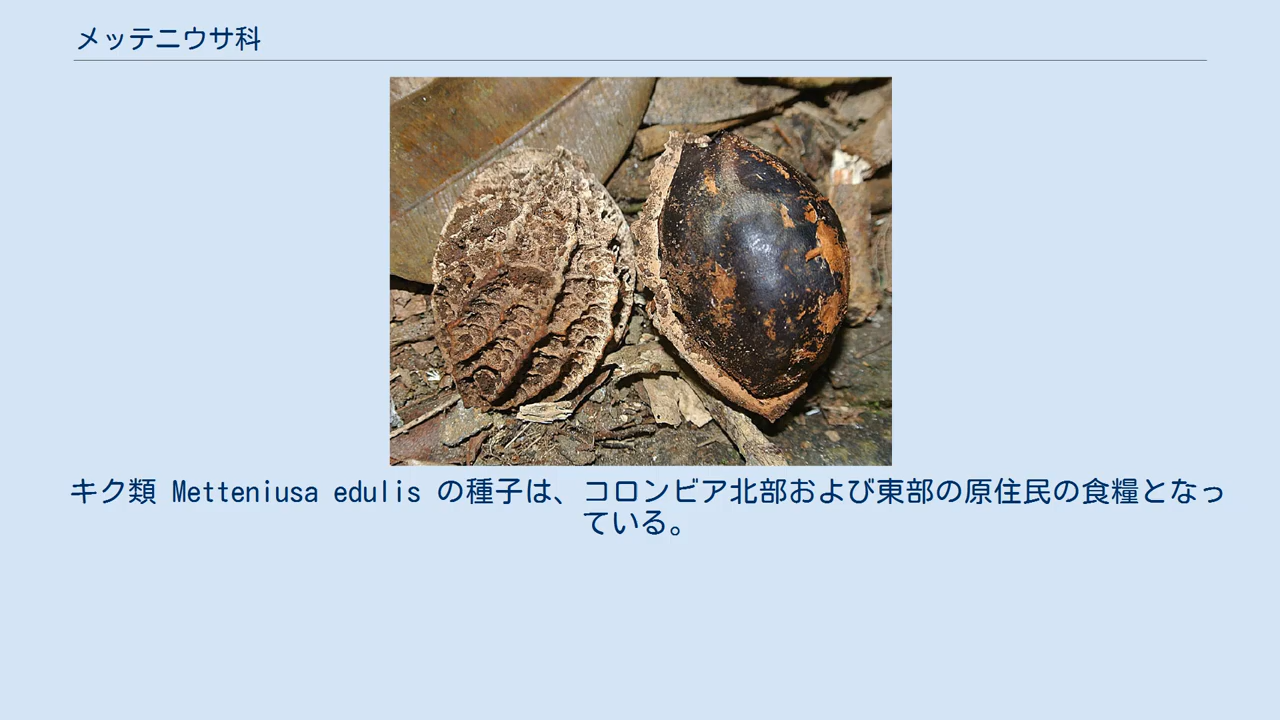 メッテニウサ科
キク類 Metteniusa edulis の種子は、コロンビア北部および東部の原住民の食糧となっ
ている。